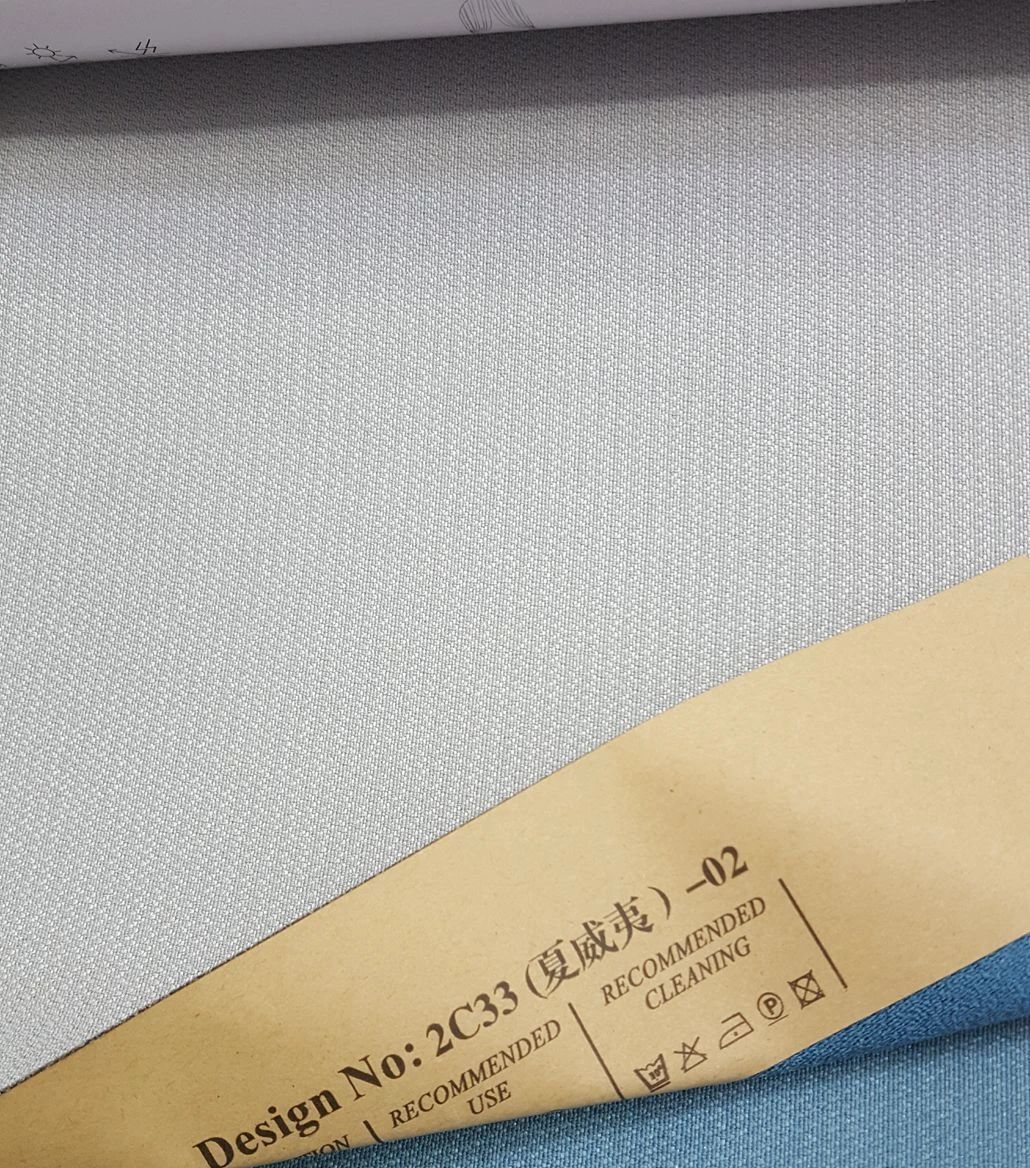 Design No: 2C33 (夏威夷) -02
RECOMMENDED
USE
RECOMMENDED
CLEANING
P